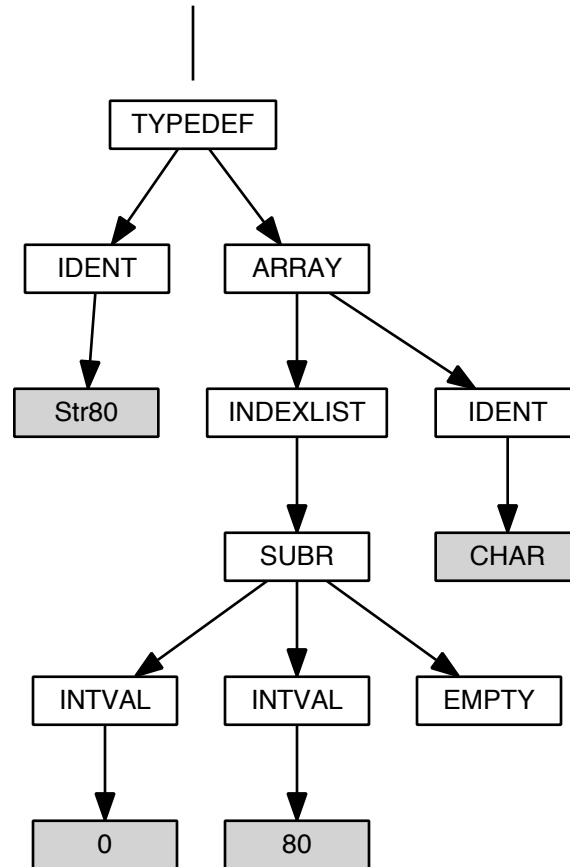 TYPEDEF
IDENT ARRAY
Str80 INDEXLIST IDENT
SUBR CHAR
INTVAL INTVAL EMPTY
0 80